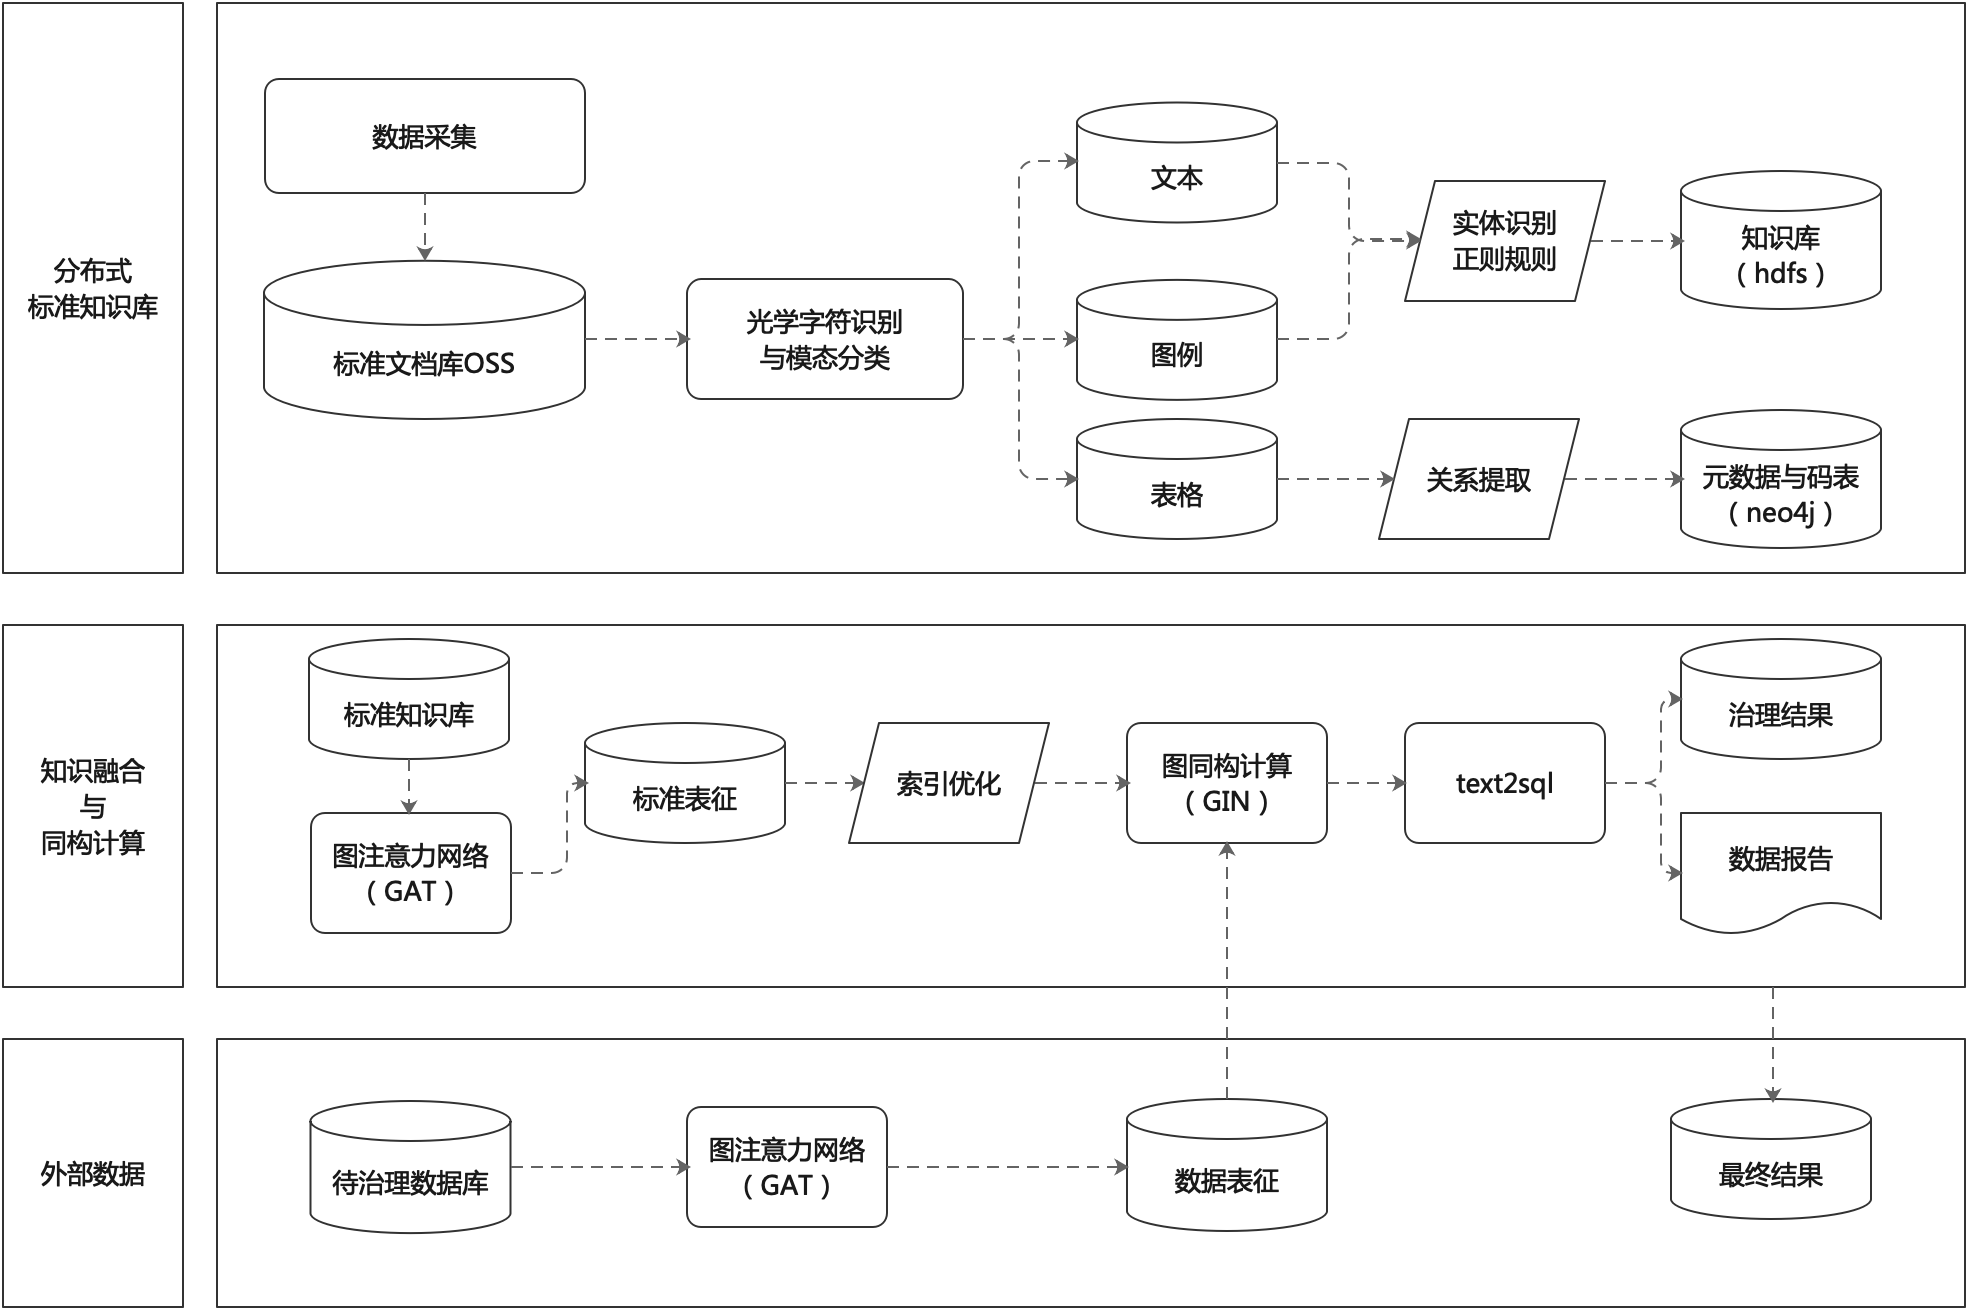 分布式
标准知识库
数据采集
标准文档库OSS
光学字符识别
与模态分类
文本
图例
表格
实体识别
正则规则
关系提取
知识库
（hdfs）
元数据与码表
（neo4j）
知识融合
与
同构计算
标准知识库
图注意力网络
（GAT）
标准表征
索引优化
图同构计算
（GIN）
text2sql
治理结果
数据报告
外部数据
待治理数据库
图注意力网络
（GAT）
数据表征
最终结果